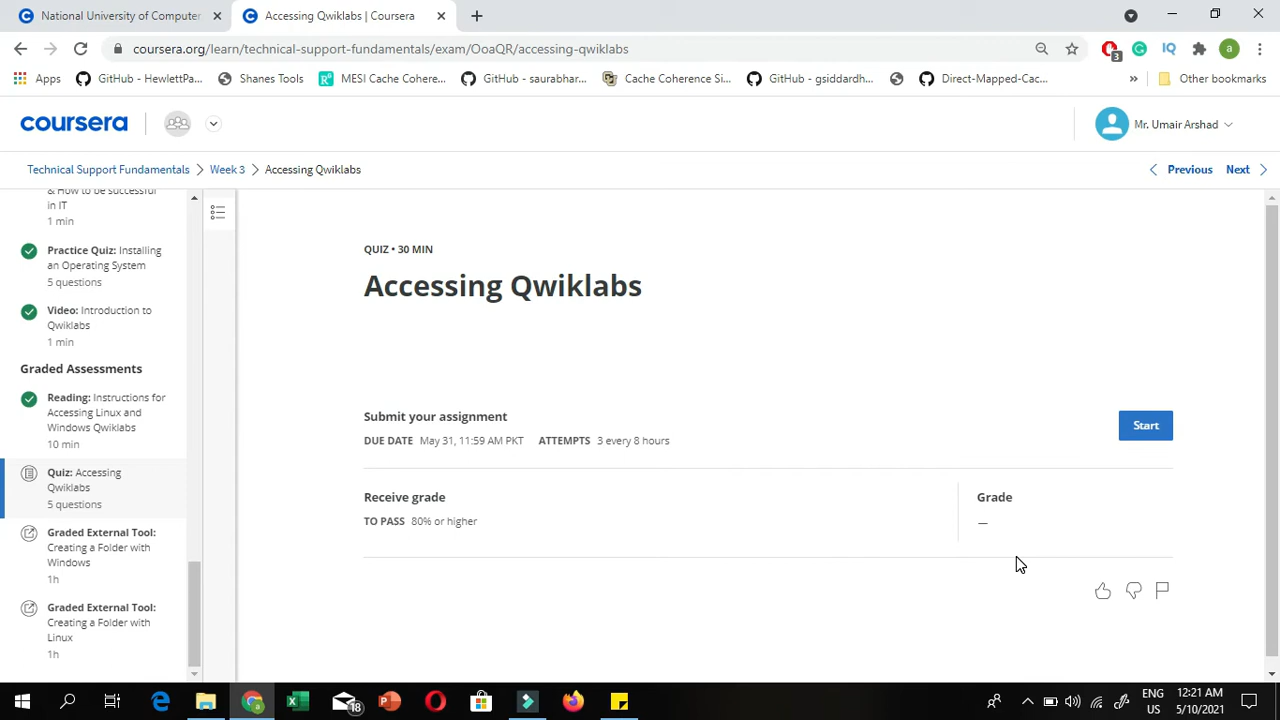 National University of Computer
Accessing Qwiklabs | Coursera
coursera.org/learn/technical-support-fundamentals/exam/OoaQR/accessing-qwiklabs
3
IQ
a
Apps
GitHub - HewlettPa...
Shanes Tools
MESI Cache Cohere...
GitHub - saurabhar...
Cache Coherence Si...
GitHub - gsiddardh...
Direct-Mapped-Cac...
Other bookmarks
coursera
Mr. Umair Arshad
Technical Support Fundamentals
Week 3
Accessing Qwiklabs
Previous
Next
& How to be successful
in IT
1 min
Practice Quiz: Installing
an Operating System
5 questions
Video: Introduction to
Qwiklabs
1 min
Graded Assessments
Reading: Instructions for
Accessing Linux and
Windows Qwiklabs
10 min
Quiz: Accessing
Qwiklabs
5 questions
Graded External Tool:
Creating a Folder with
Windows
1h
Graded External Tool:
Creating a Folder with
Linux
1h
QUIZ • 30 MIN
Accessing Qwiklabs
Submit your assignment
DUE DATE May 31, 11:59 AM PKT ATTEMPTS 3 every 8 hours
Start
Receive grade
TO PASS 80% or higher
Grade
—
18
ENG
US
12:21 AM
5/10/2021